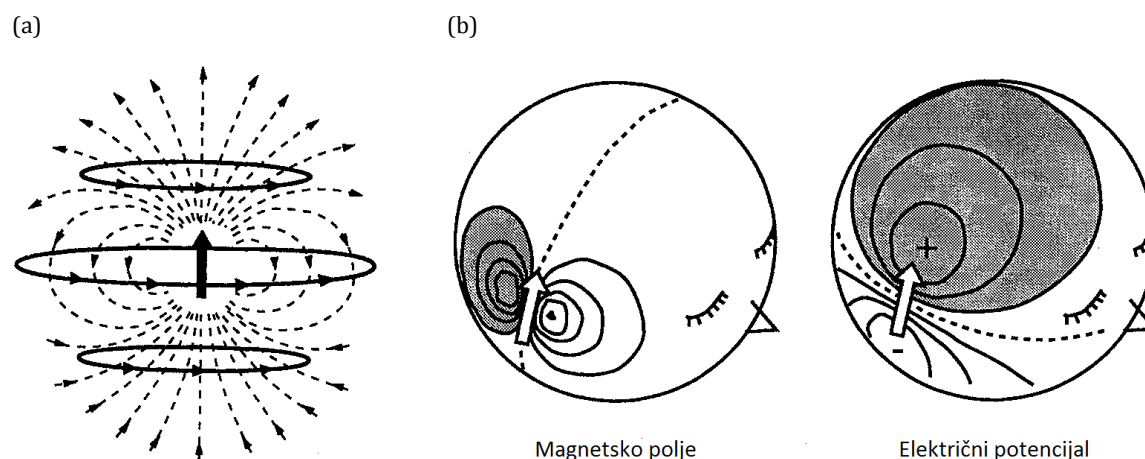 (a)
(b)
+
-
Magnetsko polje
Električni potencijal